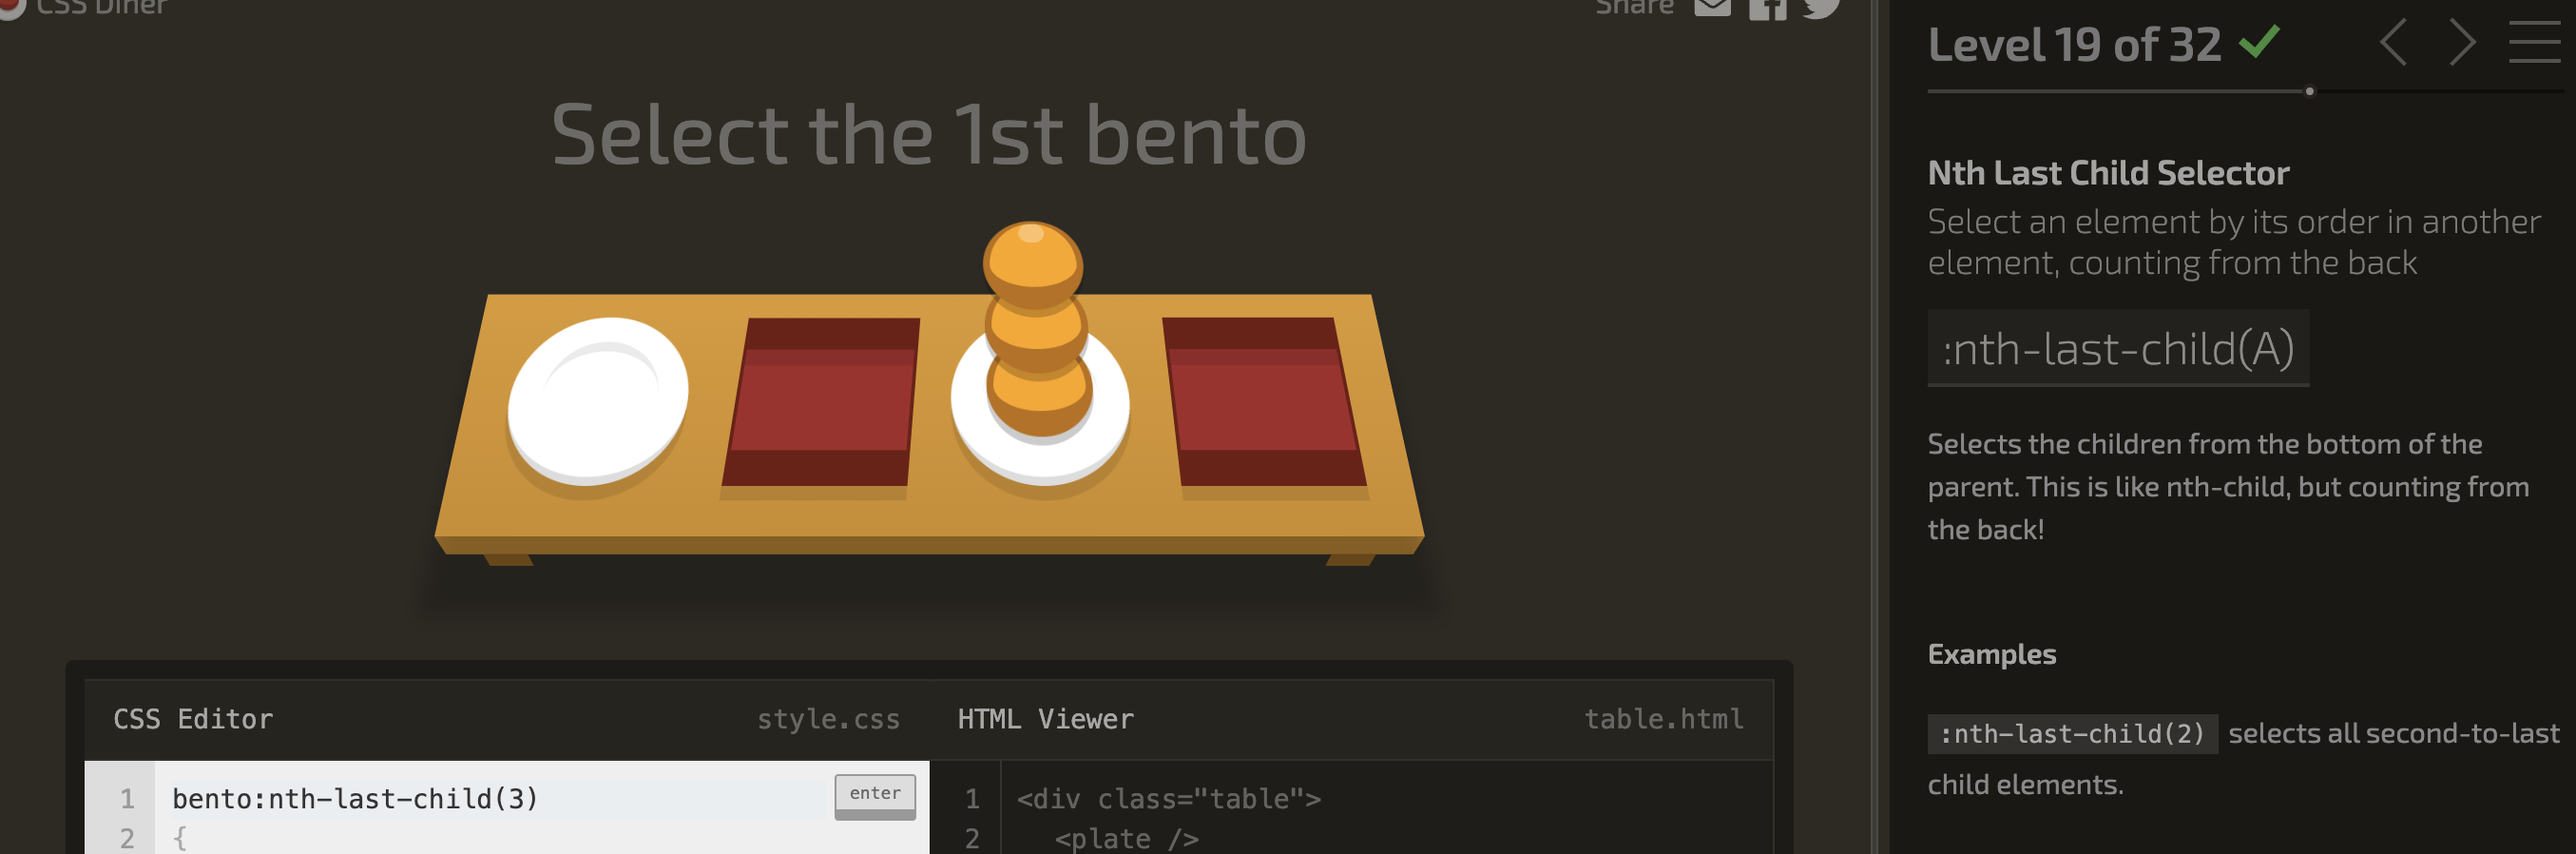 CSS Diner
Share
Level 19 of 32
Select the 1st bento
Nth Last Child Selector
Select an element by its order in another
element, counting from the back
:nth-last-child(A)
Selects the children from the bottom of the
parent. This is like nth-child, but counting from
the back!
Examples
:nth-last-child(2) selects all second-to-last
child elements.
CSS Editor style.css
HTML Viewer table.html
1 bento:nth-last-child(3) enter
2 {
1 <div class="table">
2 <plate />